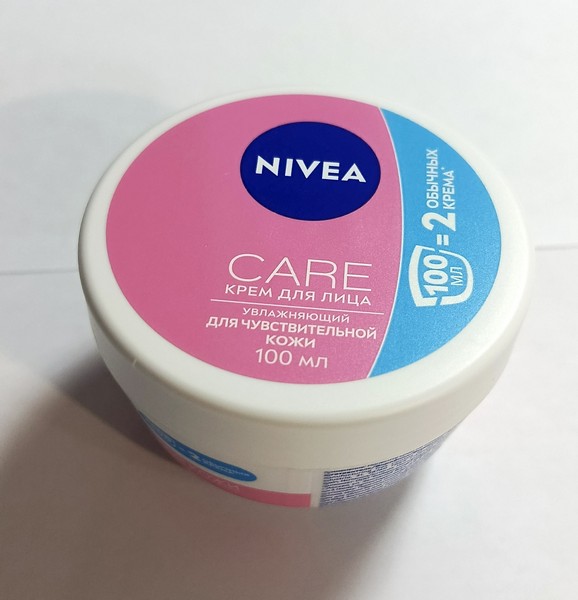 NIVEA
CARE
КРЕМ ДЛЯ ЛИЦА
УВЛАЖНЯЮЩИЙ
ДЛЯ ЧУВСТВИТЕЛЬНОЙ
КОЖИ
100 МЛ
100
МЛ
= 2
ОБЫЧНЫХ
КРЕМА*